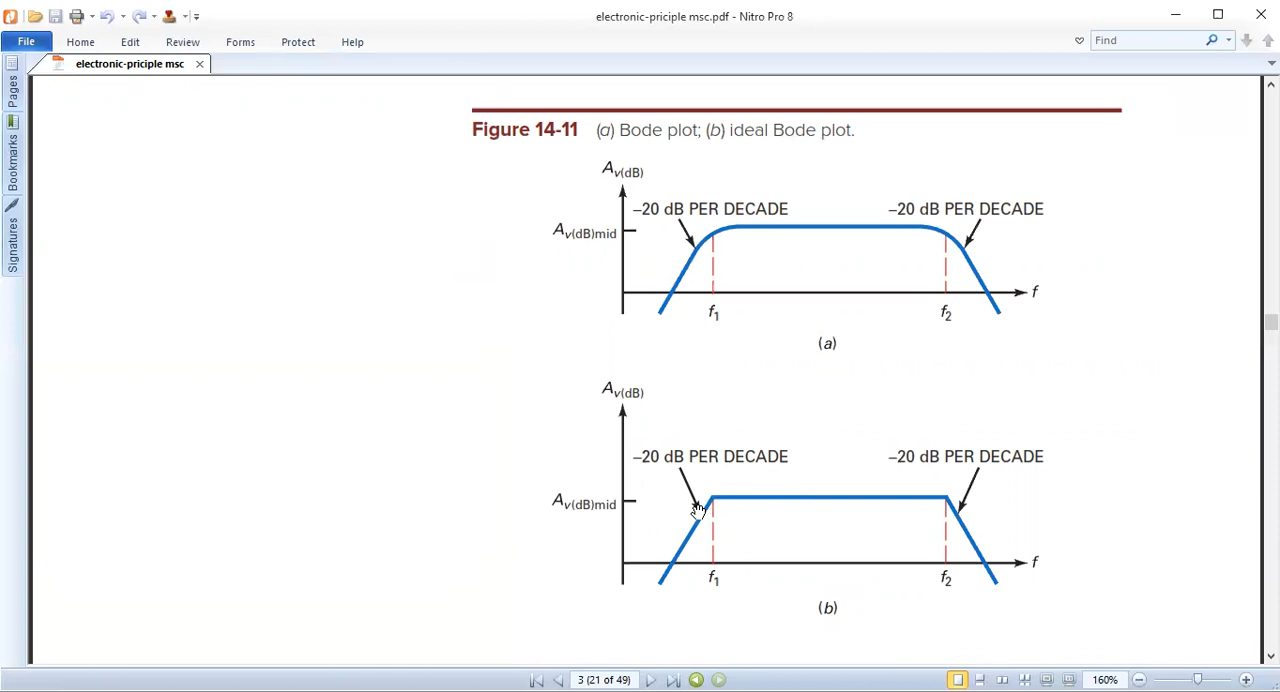 electronic-priciple msc.pdf - Nitro Pro 8
File Home Edit Review Forms Protect Help Find
electronic-priciple msc
Pages
Bookmarks
Signatures
Figure 14-11 (a) Bode plot; (b) ideal Bode plot.
Av(dB)
–20 dB PER DECADE –20 dB PER DECADE
Av(dB)mid
f
f1 f2
(a)
Av(dB)
–20 dB PER DECADE –20 dB PER DECADE
Av(dB)mid
f
f1 f2
(b)
3 (21 of 49) 160%